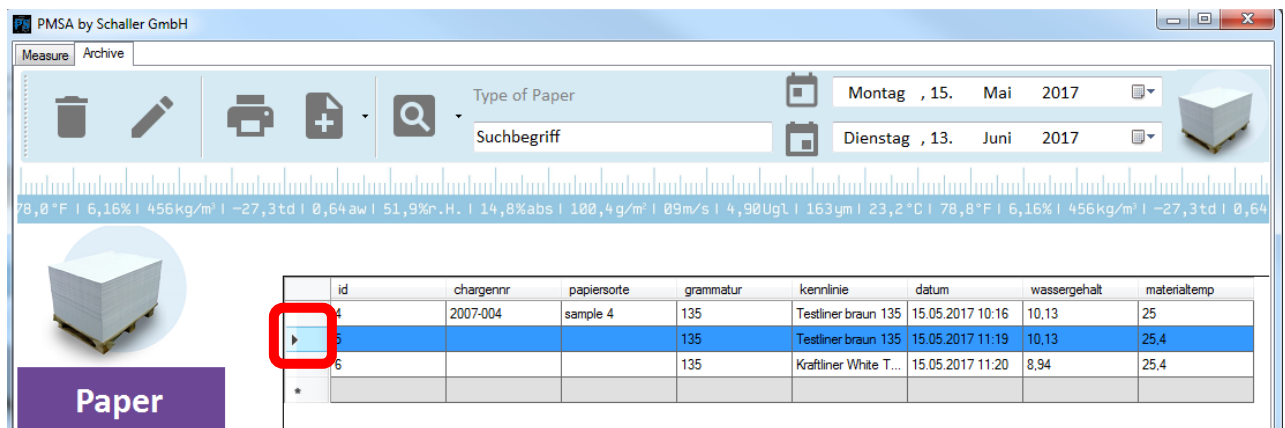 PMSA by Schaller GmbH
Measure Archive
Type of Paper
Montag , 15. Mai 2017
Suchbegriff
Dienstag , 13. Juni 2017
78,0°F | 6,16% | 456kg/m³ | -27,3td | 0,64aw | 51,9%r.H. | 14,8%abs | 100,4g/m² | 09m/s | 4,90Ugl | 163ym | 23,2°C | 78,8°F | 6,16% | 456kg/m³ | -27,3td | 0,64
id chargennr papiersorte grammatur kennlinie datum wassergehalt materialtemp
4 2007-004 sample 4 135 Testliner braun 135 15.05.2017 10:16 10,13 25
5 135 Testliner braun 135 15.05.2017 11:19 10,13 25,4
6 135 Kraftliner White T... 15.05.2017 11:20 8,94 25,4
*
Paper